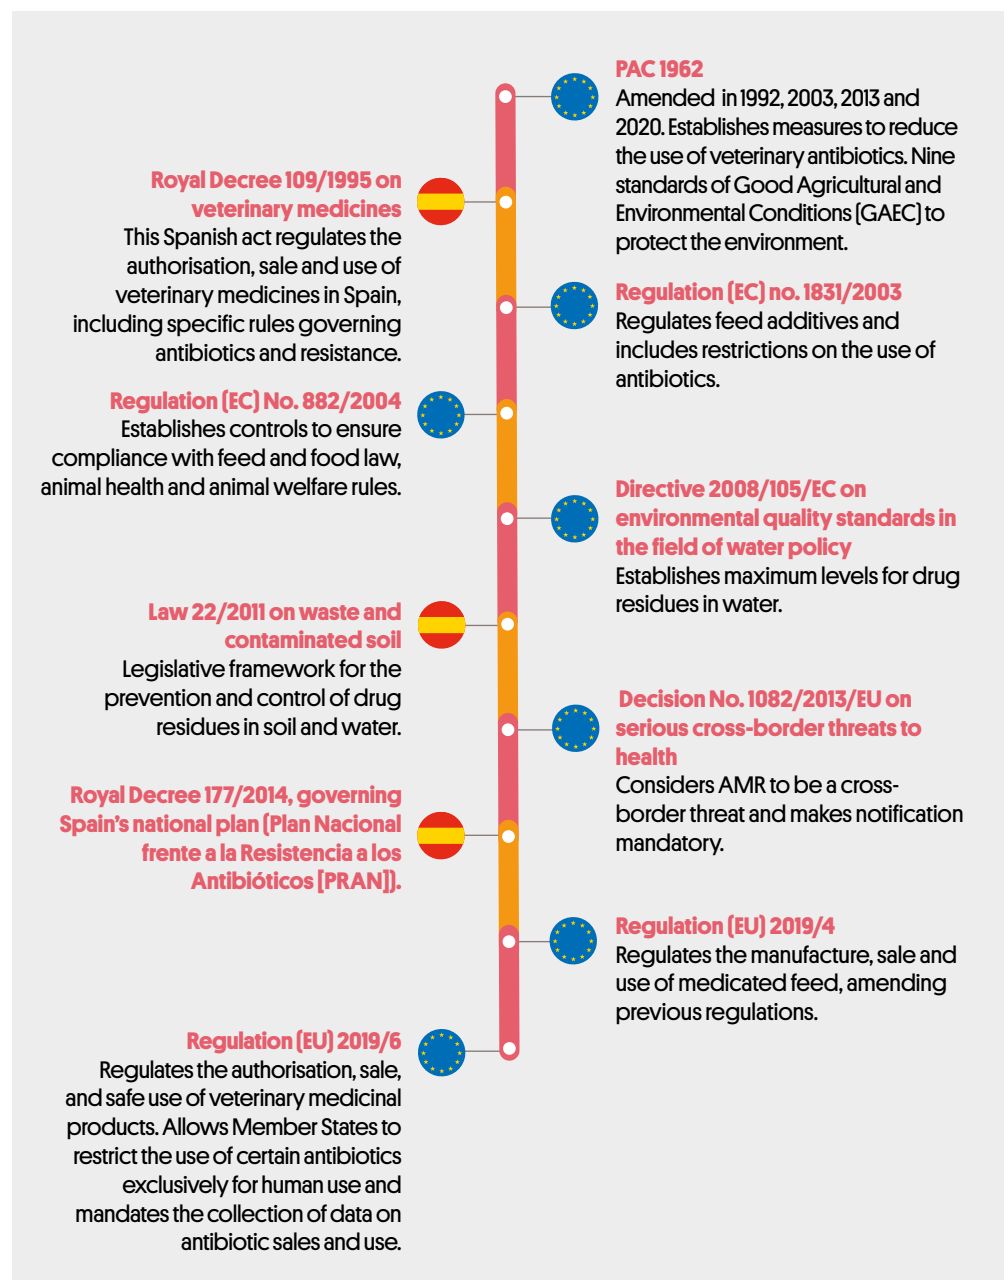 PAC 1962
Amended in 1992, 2003, 2013 and
2020. Establishes measures to reduce
the use of veterinary antibiotics. Nine
standards of Good Agricultural and
Environmental Conditions (GAEC) to
protect the environment.
Royal Decree 109/1995 on
veterinary medicines
This Spanish act regulates the
authorisation, sale and use of
veterinary medicines in Spain,
including specific rules governing
antibiotics and resistance.
Regulation (EC) no. 1831/2003
Regulates feed additives and
includes restrictions on the use of
antibiotics.
Regulation (EC) No. 882/2004
Establishes controls to ensure
compliance with feed and food law,
animal health and animal welfare rules.
Directive 2008/105/EC on
environmental quality standards in
the field of water policy
Establishes maximum levels for drug
residues in water.
Law 22/2011 on waste and
contaminated soil
Legislative framework for the
prevention and control of drug
residues in soil and water.
Decision No. 1082/2013/EU on
serious cross-border threats to
health
Considers AMR to be a cross-
border threat and makes notification
mandatory.
Royal Decree 177/2014, governing
Spain's national plan (Plan Nacional
frente a la Resistencia a los
Antibióticos [PRAN]).
Regulation (EU) 2019/4
Regulates the manufacture, sale and
use of medicated feed, amending
previous regulations.
Regulation (EU) 2019/6
Regulates the authorisation, sale,
and safe use of veterinary medicinal
products. Allows Member States to
restrict the use of certain antibiotics
exclusively for human use and
mandates the collection of data on
antibiotic sales and use.